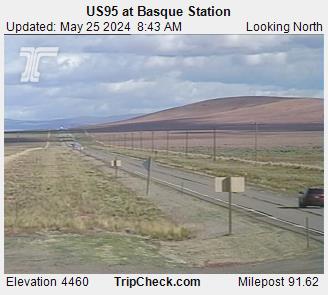 US95 at Basque Station
Updated: May 25 2024 8:43 AM Looking North
Elevation 4460 TripCheck.com Milepost 91.62